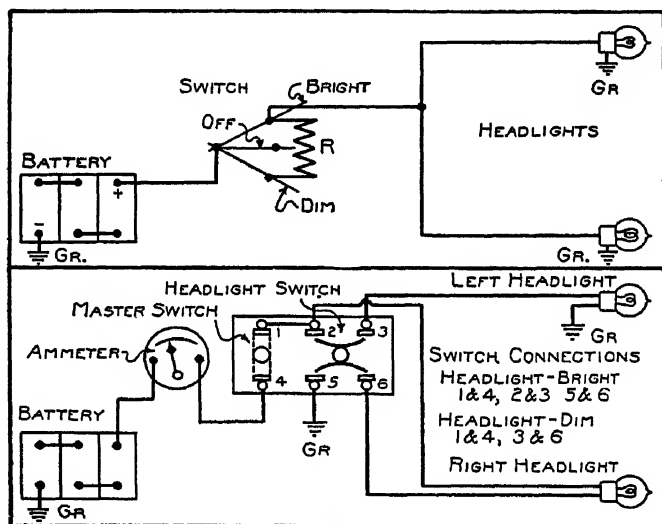 SWITCH
BRIGHT
OFF
R
DIM
BATTERY
+
-
GR.
GR
HEADLIGHTS
GR.
LEFT HEADLIGHT
HEADLIGHT SWITCH
MASTER SWITCH
AMMETER
1 2 3
4 5 6
GR
GR
BATTERY
GR
SWITCH CONNECTIONS
HEADLIGHT-BRIGHT
1&4, 2&3 5&6
HEADLIGHT-DIM
1&4, 3&6
RIGHT HEADLIGHT